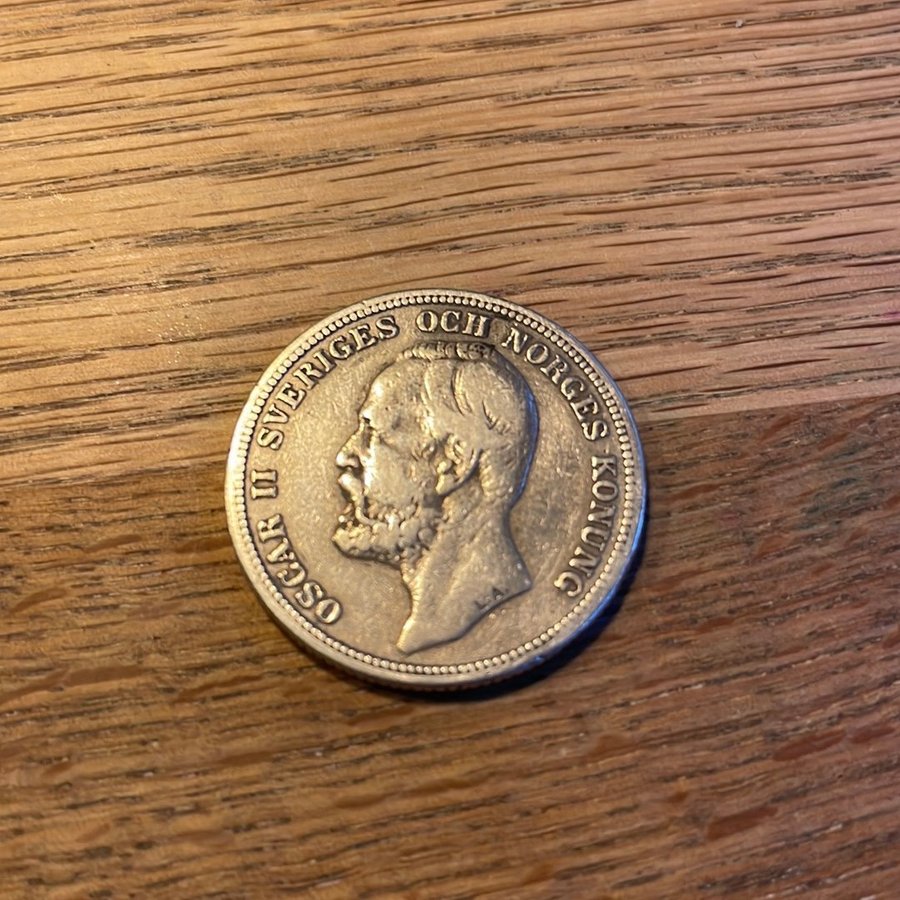 OSCAR II SVERIGES OCH NORGES KONUNG
L.A.